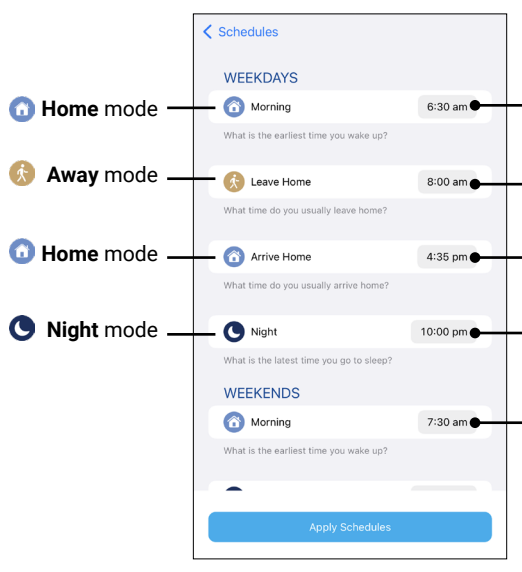 Schedules
WEEKDAYS
Home mode
Morning
6:30 am
What is the earliest time you wake up?
Away mode
Leave Home
8:00 am
What time do you usually leave home?
Home mode
Arrive Home
4:35 pm
What time do you usually arrive home?
Night mode
Night
10:00 pm
What is the latest time you go to sleep?
WEEKENDS
Morning
7:30 am
What is the earliest time you wake up?
Apply Schedules